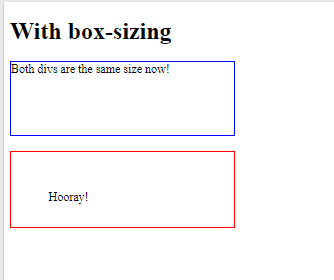 With box-sizing
Both divs are the same size now!
Hooray!